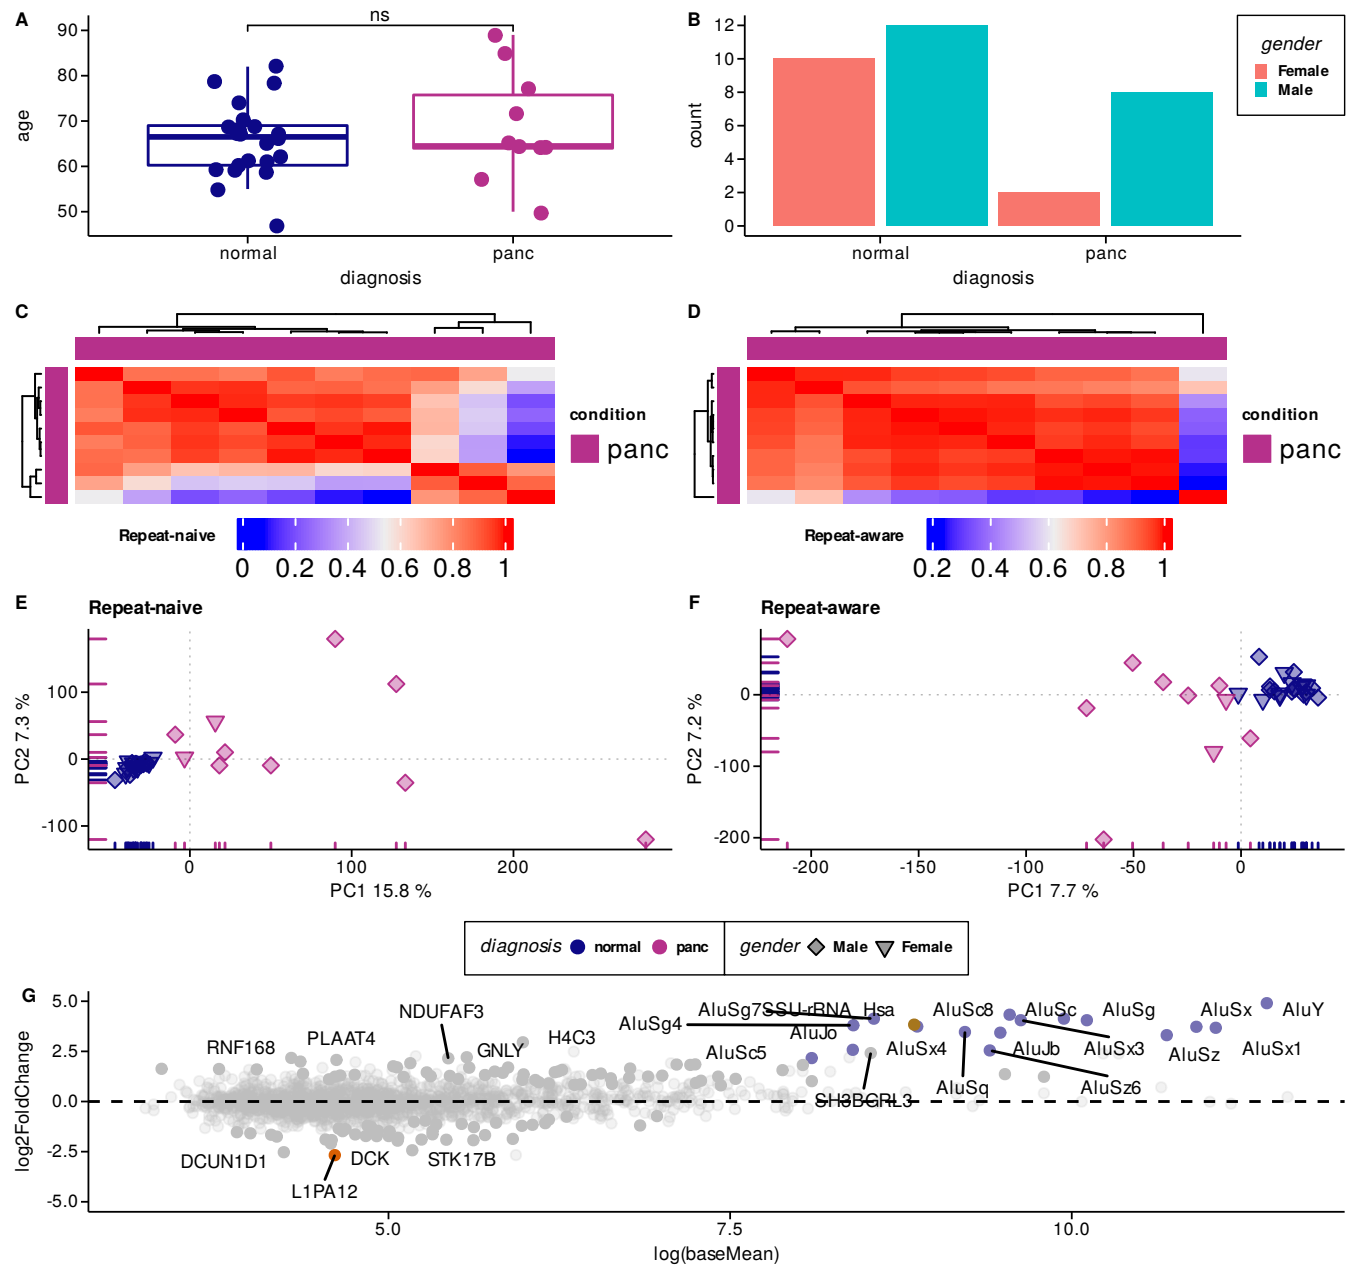 A
ns
age
90
80
70
60
50
normal
panc
diagnosis
B
count
12
10
8
6
4
2
0
normal
panc
diagnosis
gender
Female
Male
C
condition
panc
Repeat-naive
0 0.2 0.4 0.6 0.8 1
D
condition
panc
Repeat-aware
0.2 0.4 0.6 0.8 1
E
Repeat-naive
PC2 7.3 %
100
0
-100
0 100 200
PC1 15.8 %
F
Repeat-aware
PC2 7.2 %
0
-100
-200
-200 -150 -100 -50 0
PC1 7.7 %
diagnosis normal panc
gender Male Female
G
log2FoldChange
5.0
2.5
0.0
-2.5
-5.0
NDUFAF3
AluSg7
SSU-rRNA_Hsa
AluSc8
AluSc
AluSg
AluSx
AluY
AluSg4
AluJo
PLAAT4
H4C3
RNF168
GNLY
AluSc5
AluSx4
AluJb
AluSx3
AluSz
AluSx1
AluSq
AluSz6
SH3BGRL3
DCUN1D1
DCK
STK17B
L1PA12
5.0 7.5 10.0
log(baseMean)